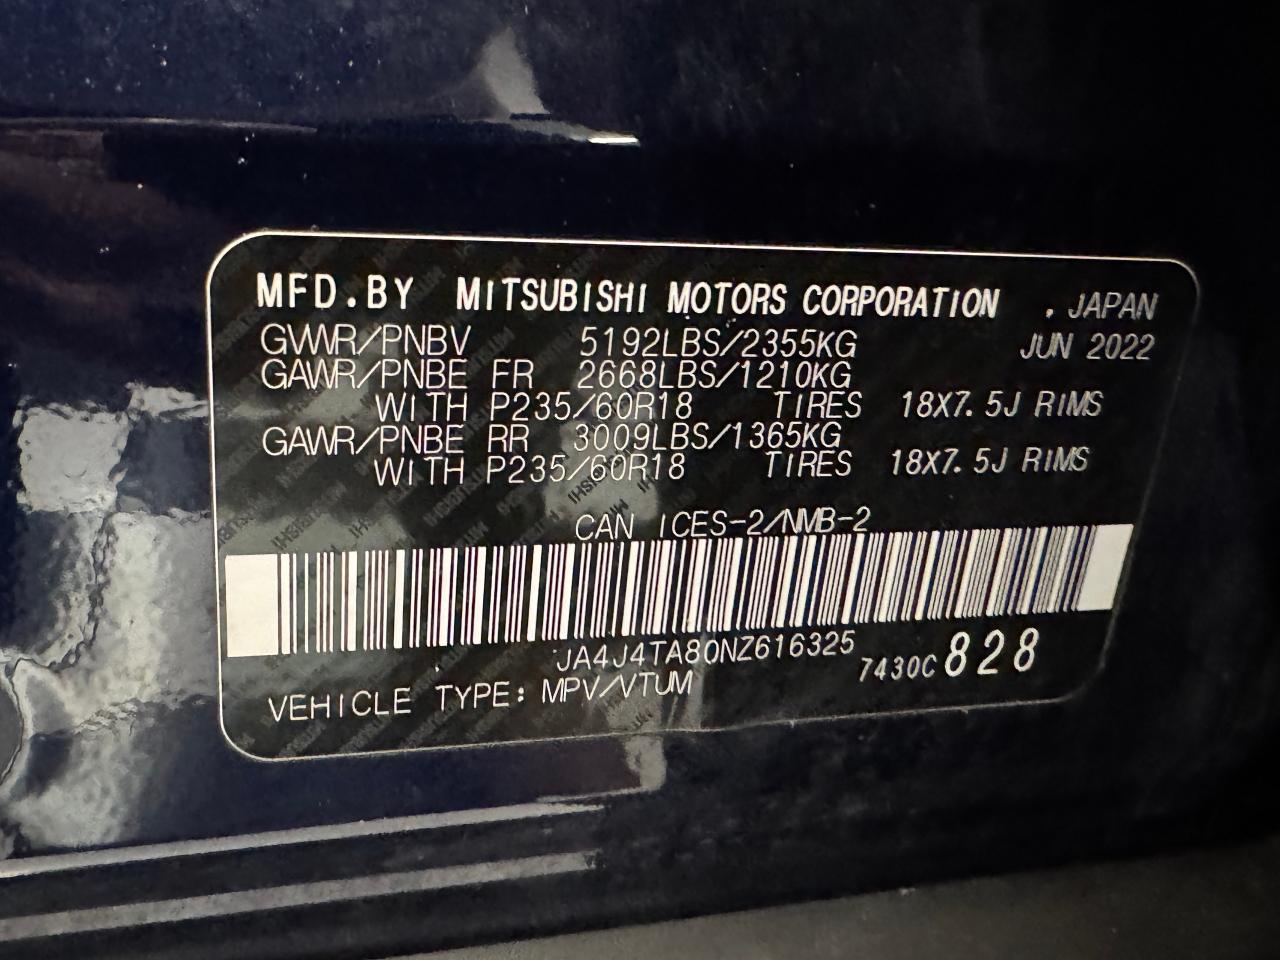 MFD.BY MITSUBISHI MOTORS CORPORATION , JAPAN
GVWR/PNBV 5192LBS/2355KG JUN 2022
GAWR/PNBE FR 2668LBS/1210KG
WITH P235/60R18 TIRES 18X7.5J RIMS
GAWR/PNBE RR 3009LBS/1365KG
WITH P235/60R18 TIRES 18X7.5J RIMS
CAN ICES-2/NMB-2
JA4J4TA80NZ616325 7430C 828
VEHICLE TYPE: MPV/VTUM